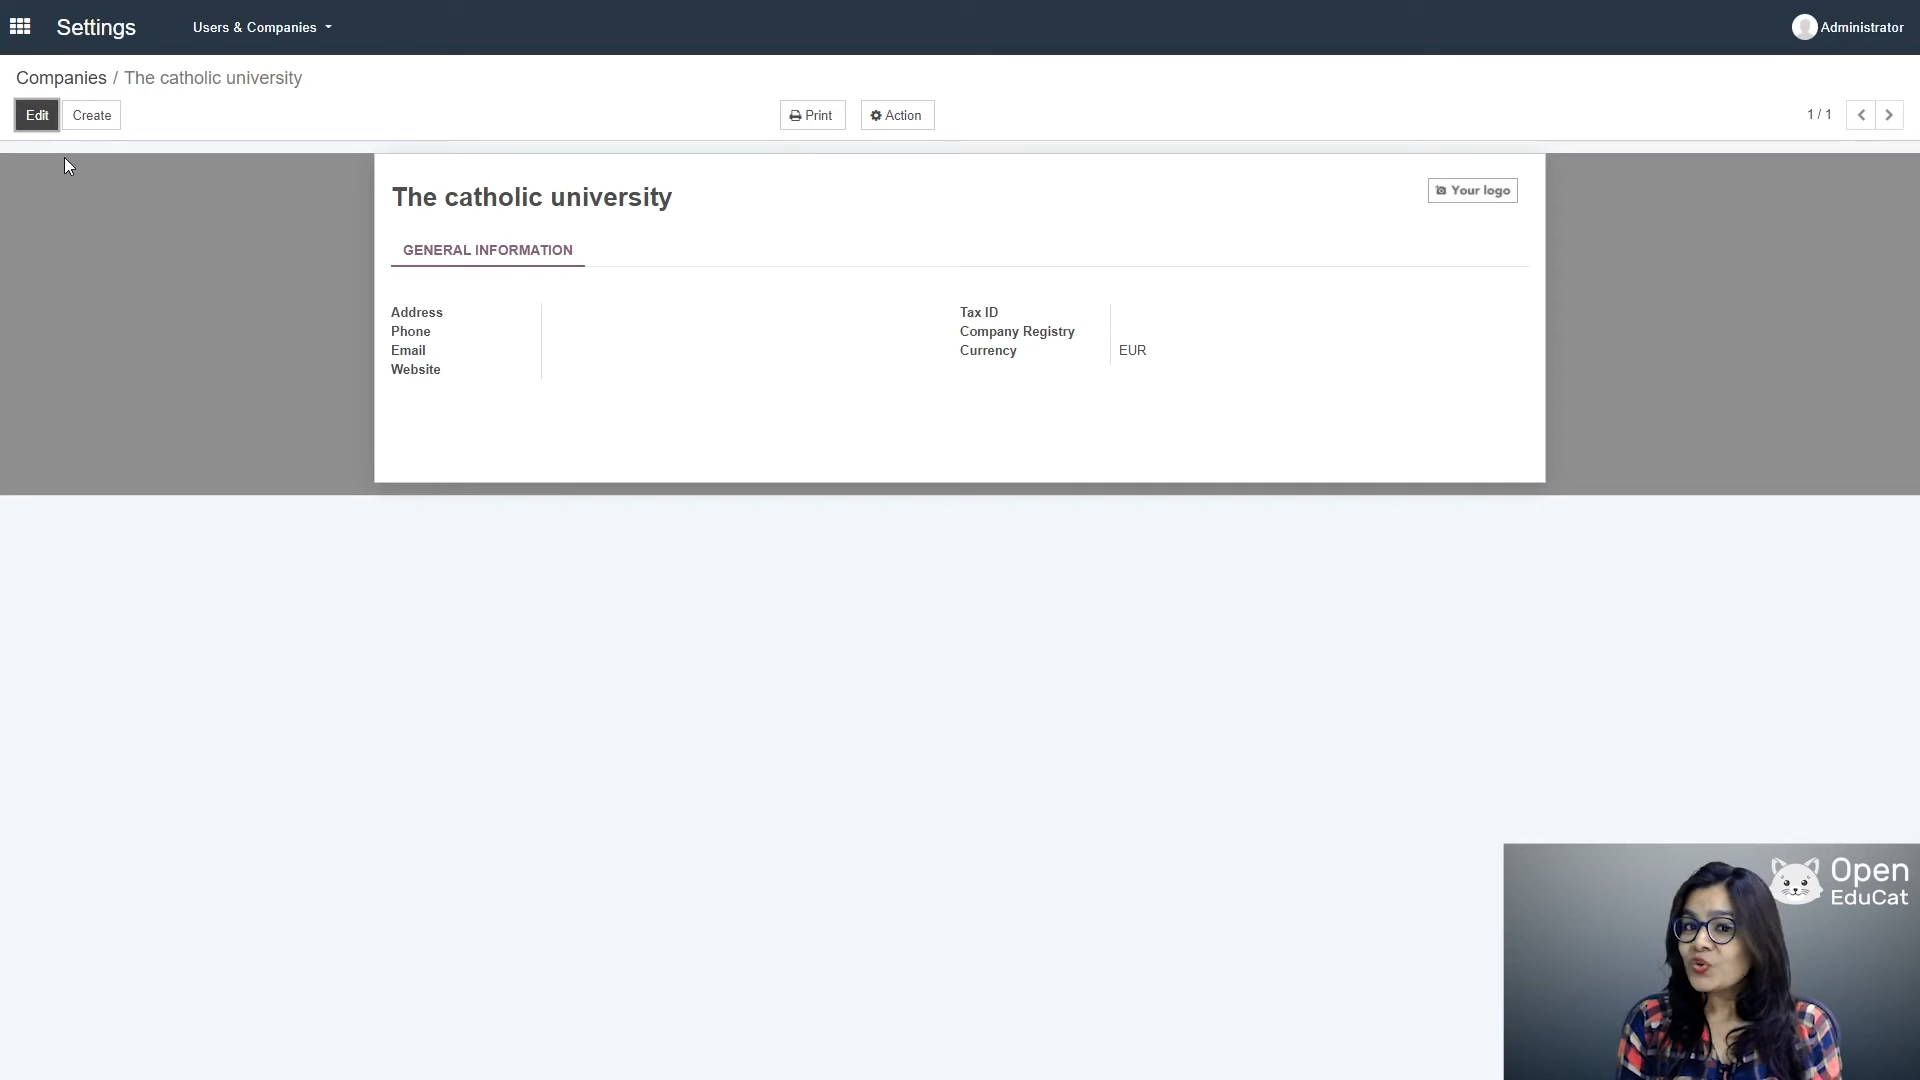 Settings
Users & Companies
Administrator
Companies / The catholic university
Edit
Create
Print
Action
1 / 1
The catholic university
Your logo
GENERAL INFORMATION
Address
Phone
Email
Website
Tax ID
Company Registry
Currency
EUR
Open
EduCat